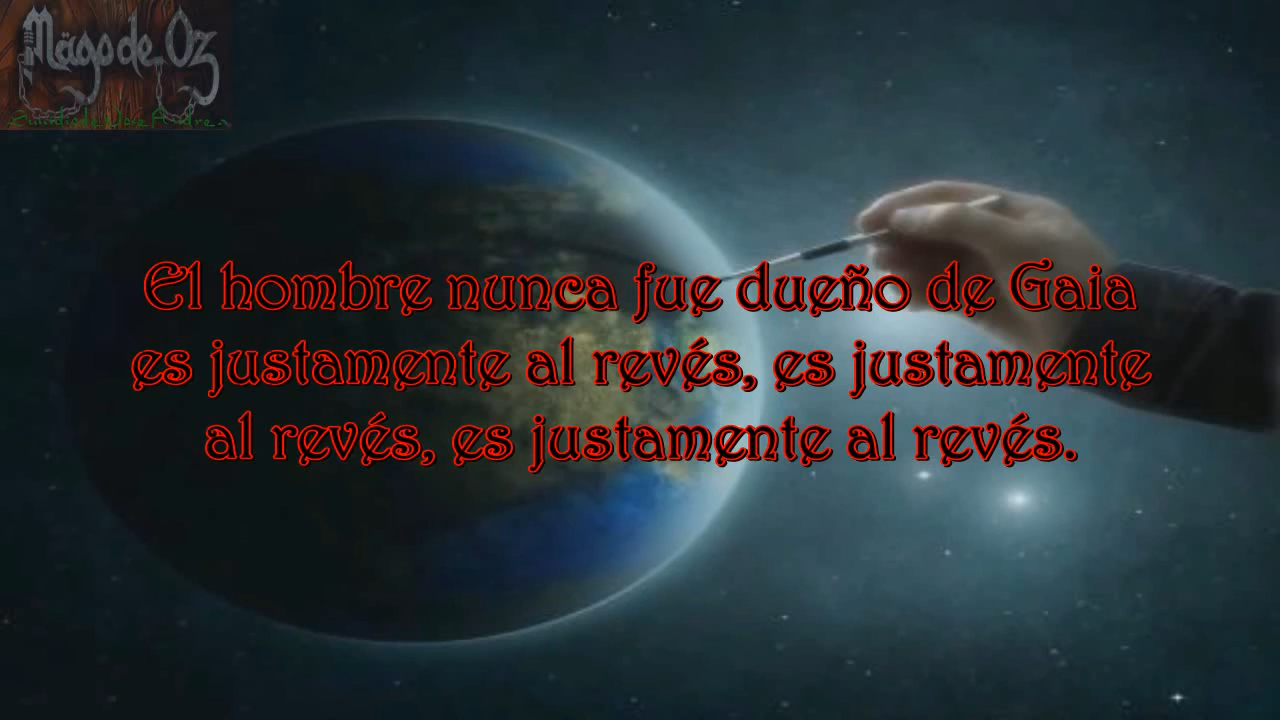 Mägo de Oz
El hombre nunca fue dueño de Gaia
es justamente al revés, es justamente
al revés, es justamente al revés.